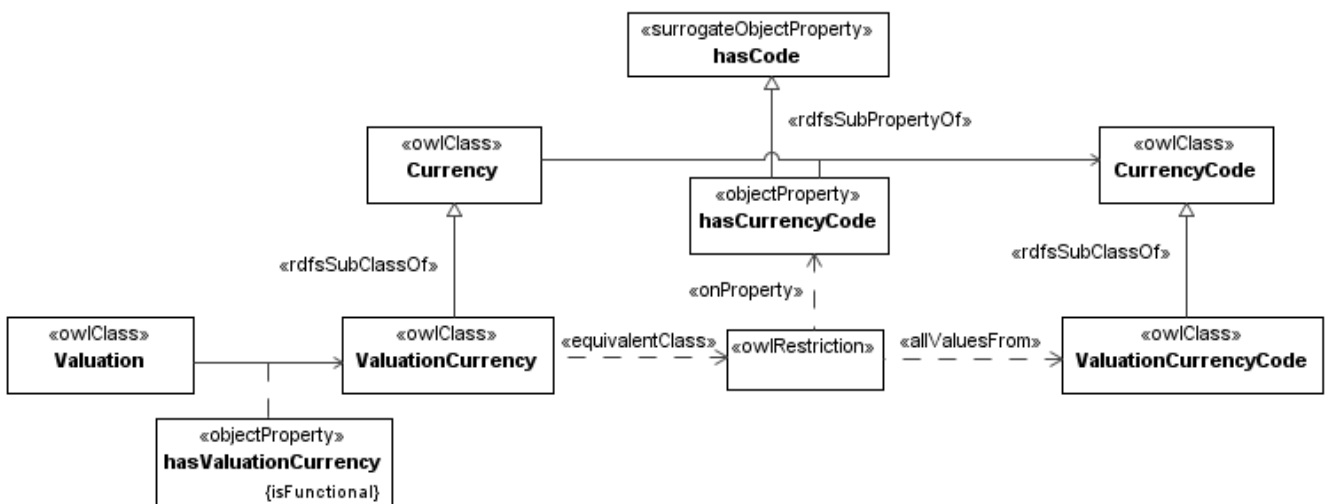 «surrogateObjectProperty»
hasCode
«rdfsSubPropertyOf»
«owlClass»
Currency
«owlClass»
CurrencyCode
«objectProperty»
hasCurrencyCode
«rdfsSubClassOf»
«rdfsSubClassOf»
«onProperty»
«owlClass»
Valuation
«owlClass»
ValuationCurrency
«equivalentClass»
«owlRestriction»
«allValuesFrom»
«owlClass»
ValuationCurrencyCode
«objectProperty»
hasValuationCurrency
{isFunctional}